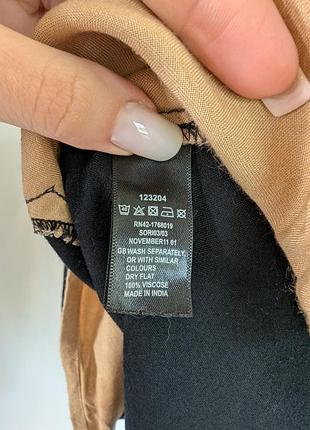 123204
RN42-1768019
SORI03/03
NOVEMBER11 01
GB WASH SEPARATELY,
OR WITH SIMILAR
COLOURS
DRY FLAT
100% VISCOSE
MADE IN INDIA